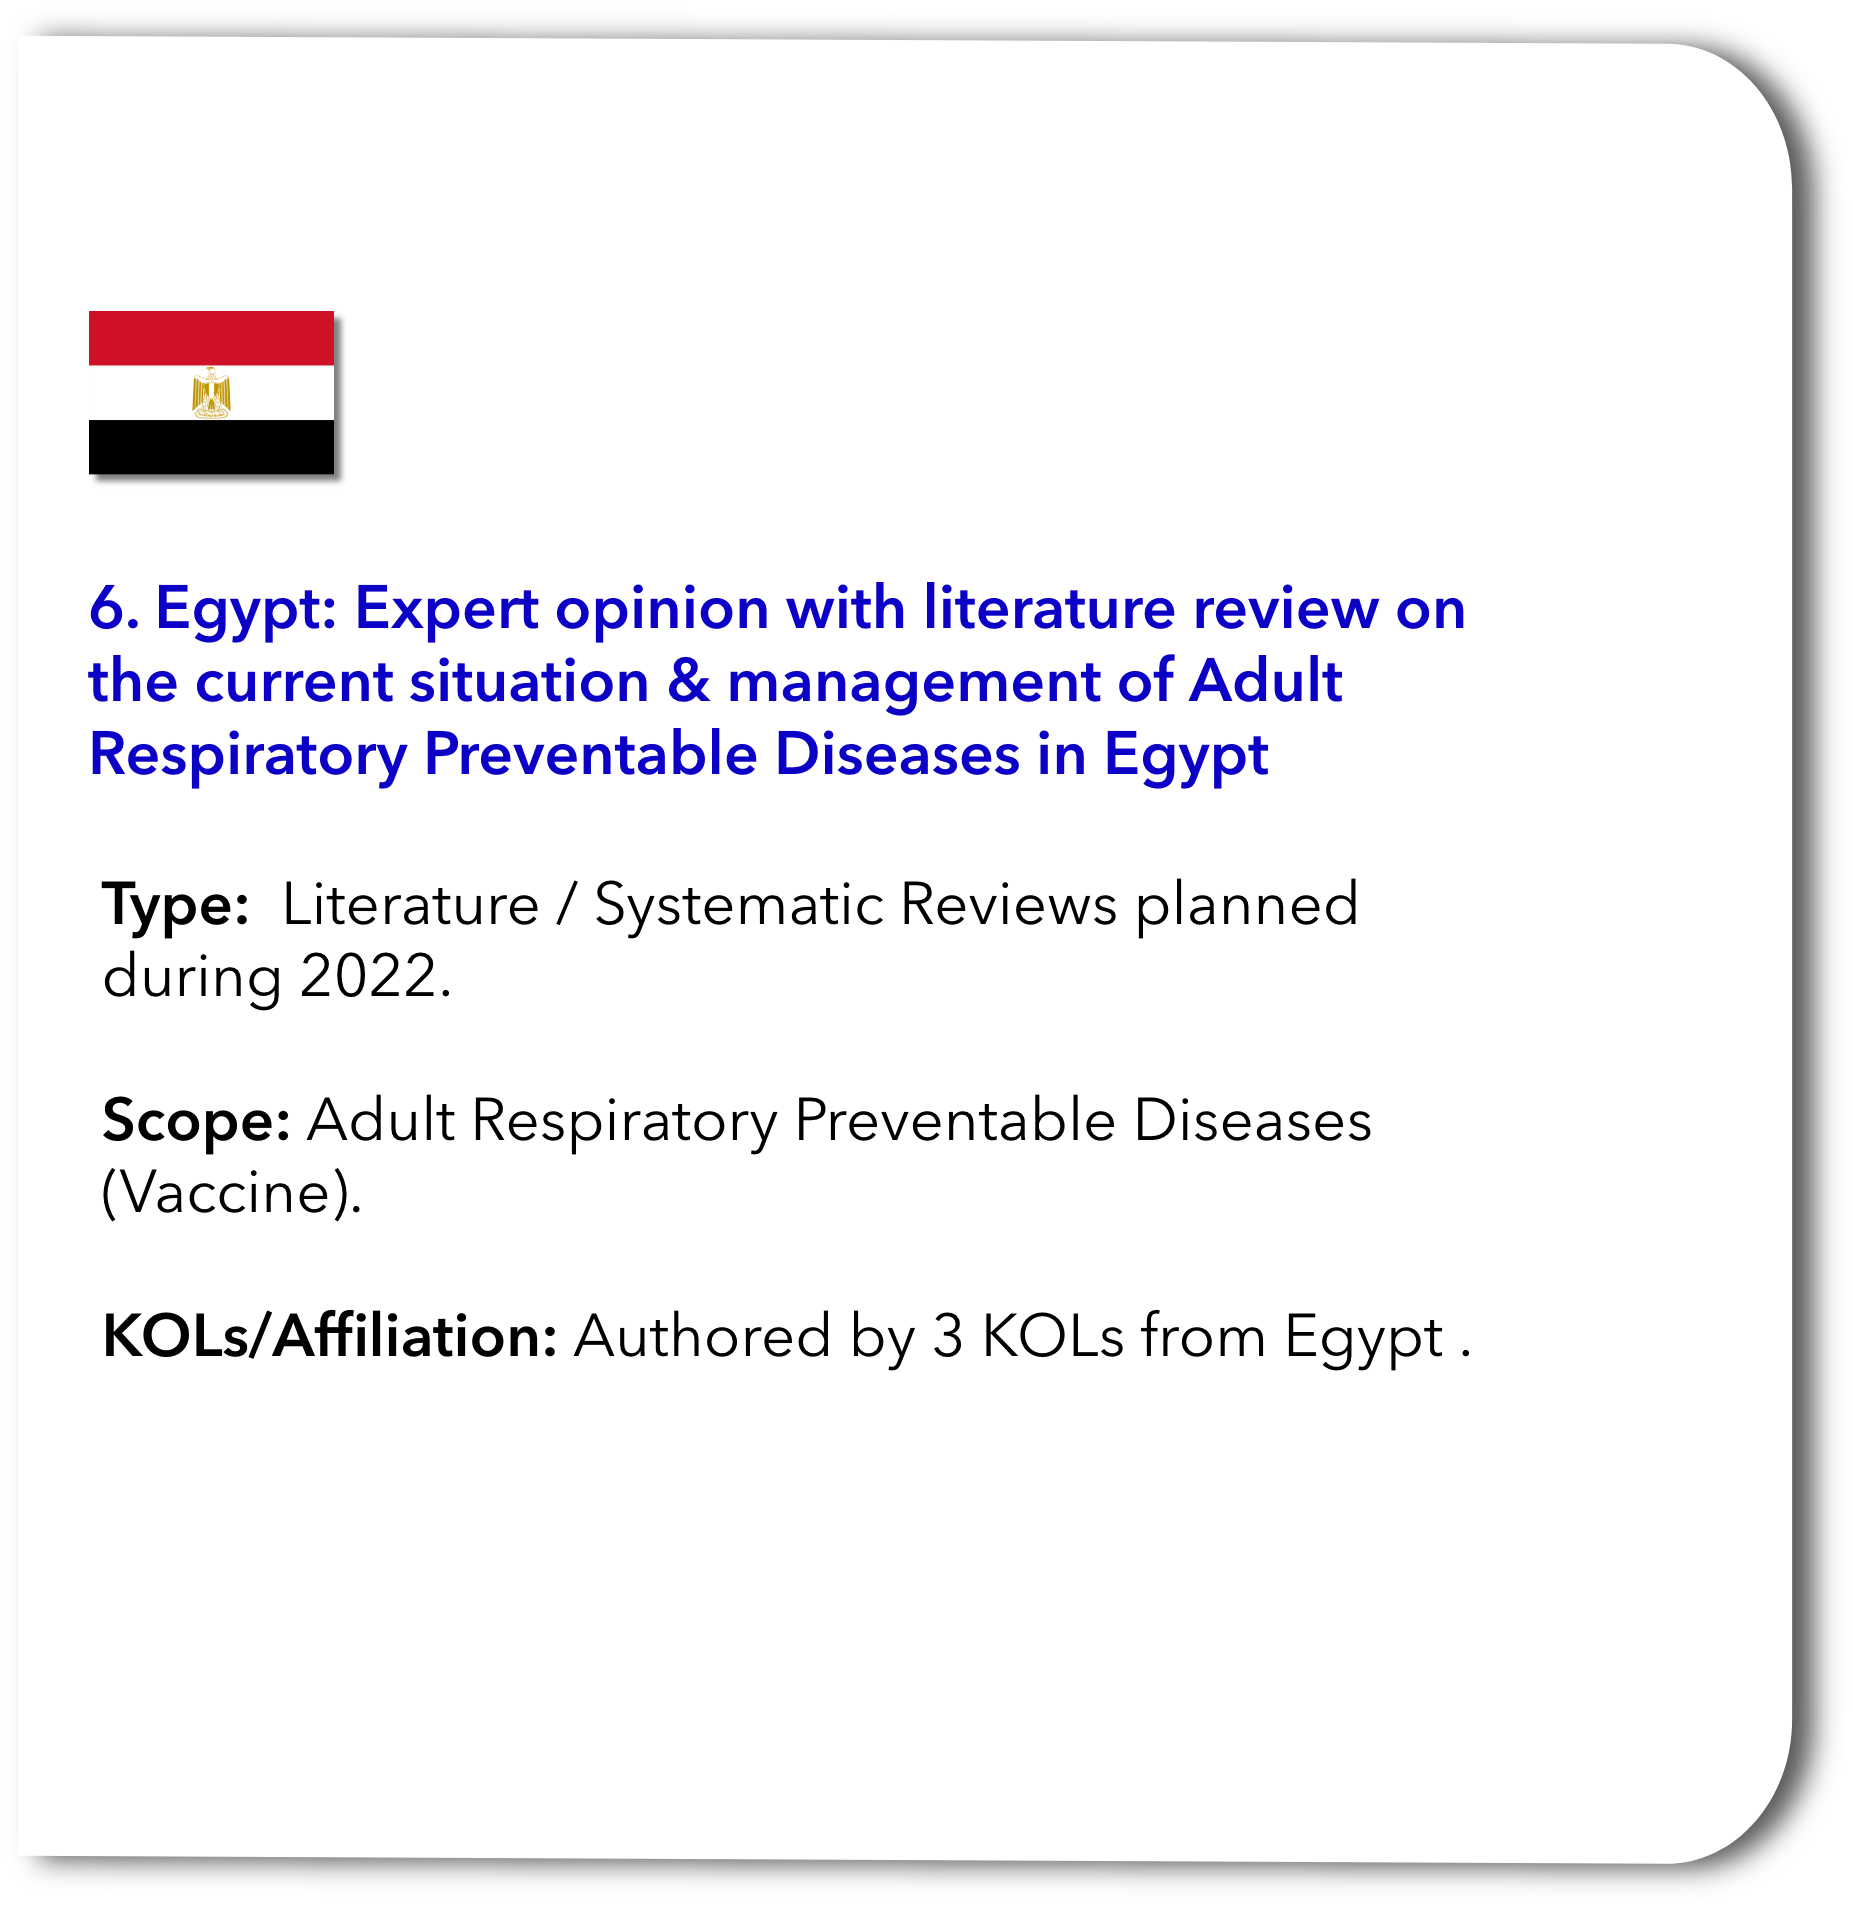 6. Egypt: Expert opinion with literature review on
the current situation & management of Adult
Respiratory Preventable Diseases in Egypt
Type:  Literature / Systematic Reviews planned
during 2022.
Scope: Adult Respiratory Preventable Diseases
(Vaccine).
KOLs/Affiliation: Authored by 3 KOLs from Egypt .